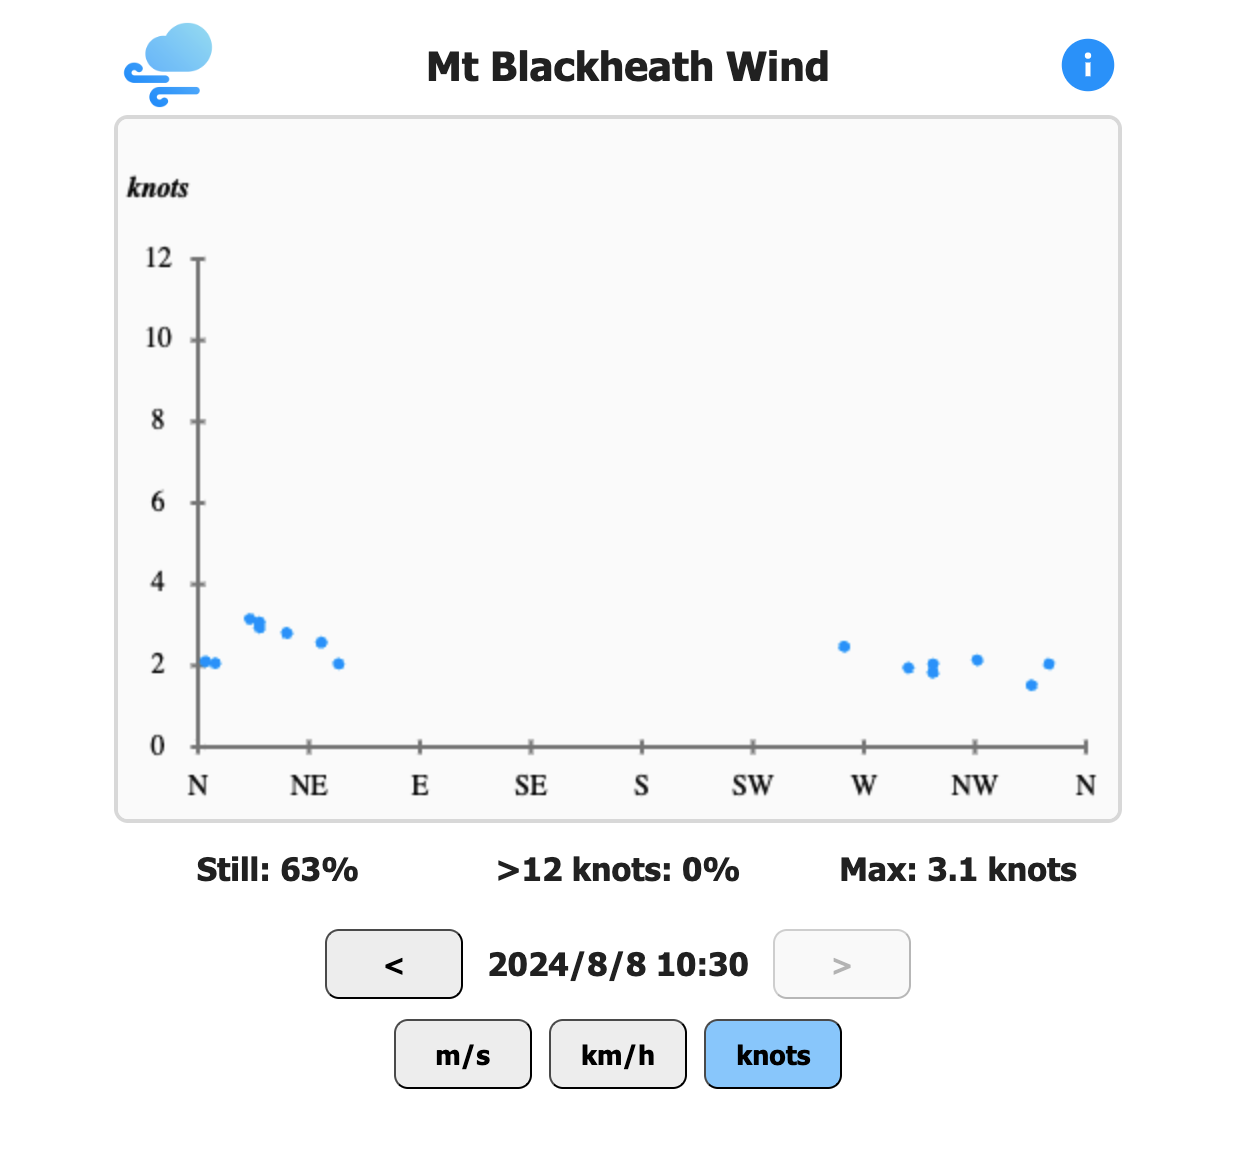 Mt Blackheath Wind
knots
12
10
8
6
4
2
0
N NE E SE S SW W NW N
Still: 63% >12 knots: 0% Max: 3.1 knots
< 2024/8/8 10:30 >
m/s km/h knots